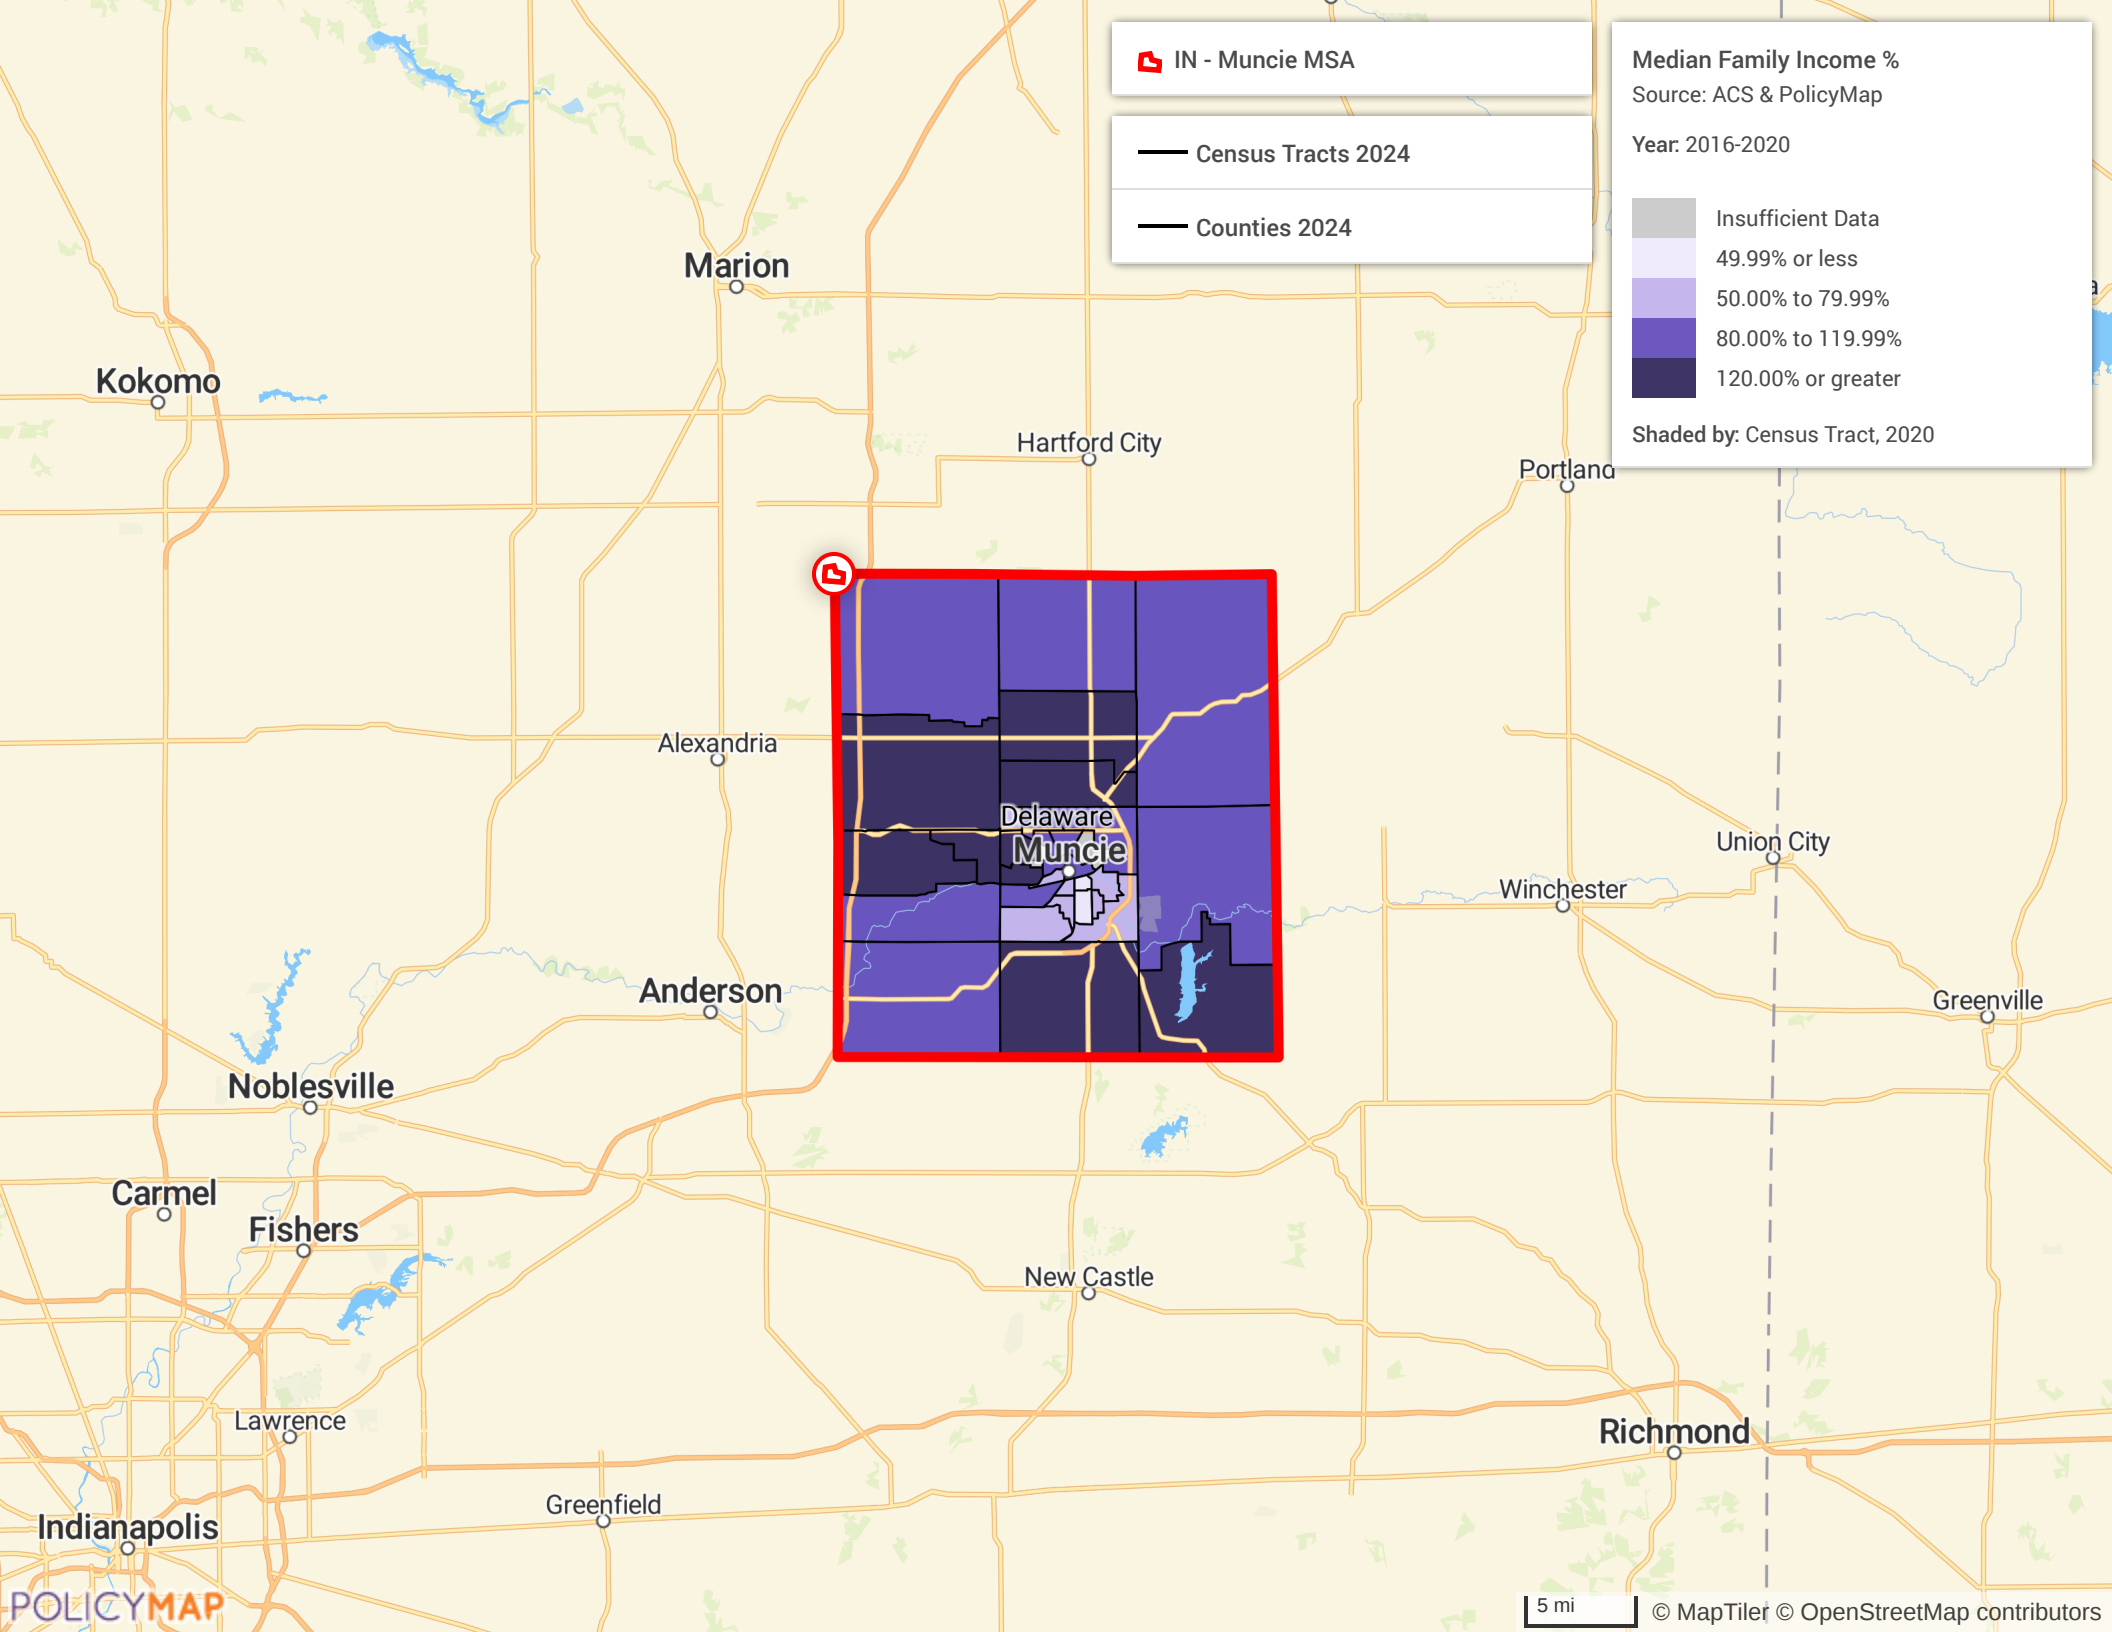 IN - Muncie MSA
Census Tracts 2024
Counties 2024
Median Family Income %
Source: ACS & PolicyMap
Year: 2016-2020
Insufficient Data
49.99% or less
50.00% to 79.99%
80.00% to 119.99%
120.00% or greater
Shaded by: Census Tract, 2020
Marion
Kokomo
Hartford City
Portland
Alexandria
Delaware
Muncie
Union City
Winchester
Anderson
Greenville
Noblesville
Carmel
Fishers
New Castle
Lawrence
Richmond
Greenfield
Indianapolis
POLICYMAP
5 mi
© MapTiler © OpenStreetMap contributors